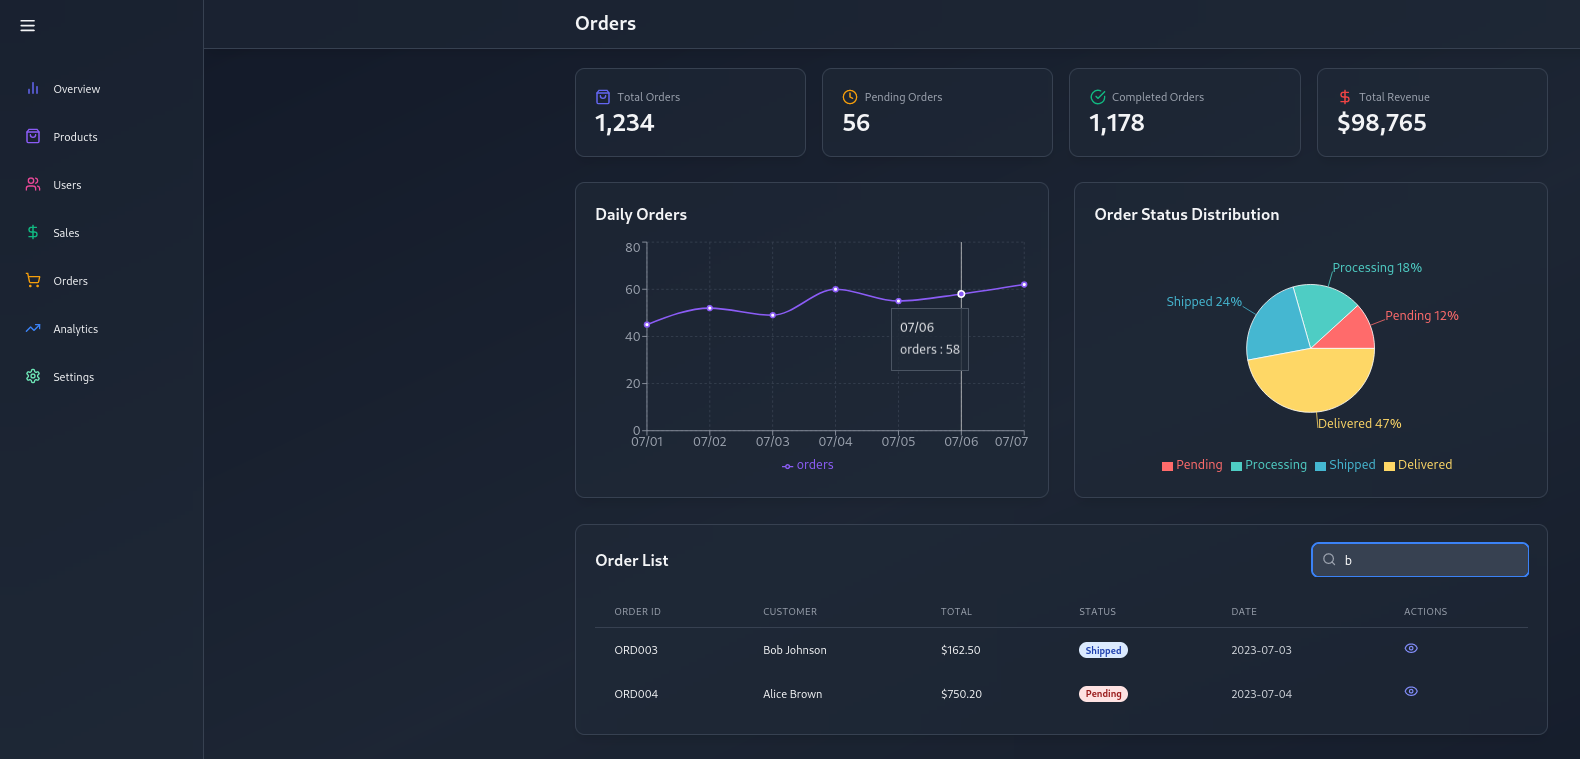 Orders
Overview
Products
Users
Sales
Orders
Analytics
Settings
Total Orders
1,234
Pending Orders
56
Completed Orders
1,178
Total Revenue
$98,765
Daily Orders
80
60
40
20
0
07/01 07/02 07/03 07/04 07/05 07/06 07/07
07/06
orders : 58
orders
Order Status Distribution
Processing 18%
Shipped 24%
Pending 12%
Delivered 47%
Pending Processing Shipped Delivered
Order List
b
ORDER ID CUSTOMER TOTAL STATUS DATE ACTIONS
ORD003 Bob Johnson $162.50 Shipped 2023-07-03
ORD004 Alice Brown $750.20 Pending 2023-07-04